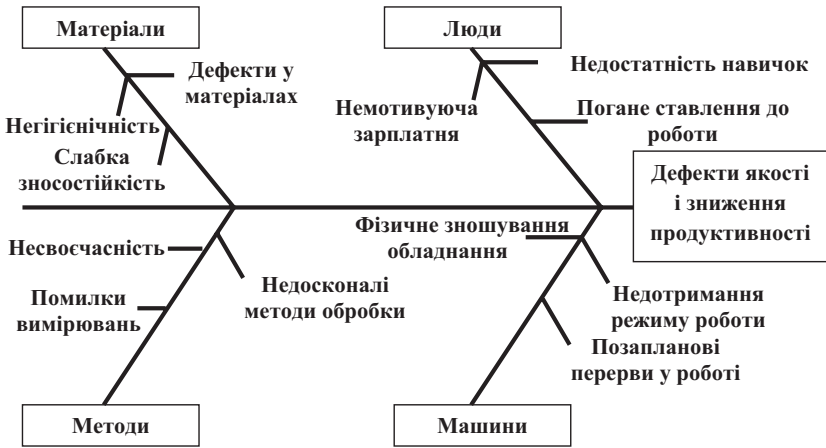 Матеріали
Люди
Дефекти у
матеріалах
Недостатність навичок
Негігієнічність
Немотивуюча
зарплатня
Погане ставлення до
роботи
Слабка
зносостійкість
Дефекти якості
і зниження
продуктивності
Фізичне зношування
обладнання
Несвоєчасність
Недосконалі
методи обробки
Помилки
вимірювань
Недотримання
режиму роботи
Позапланові
перерви у роботі
Методи
Машини